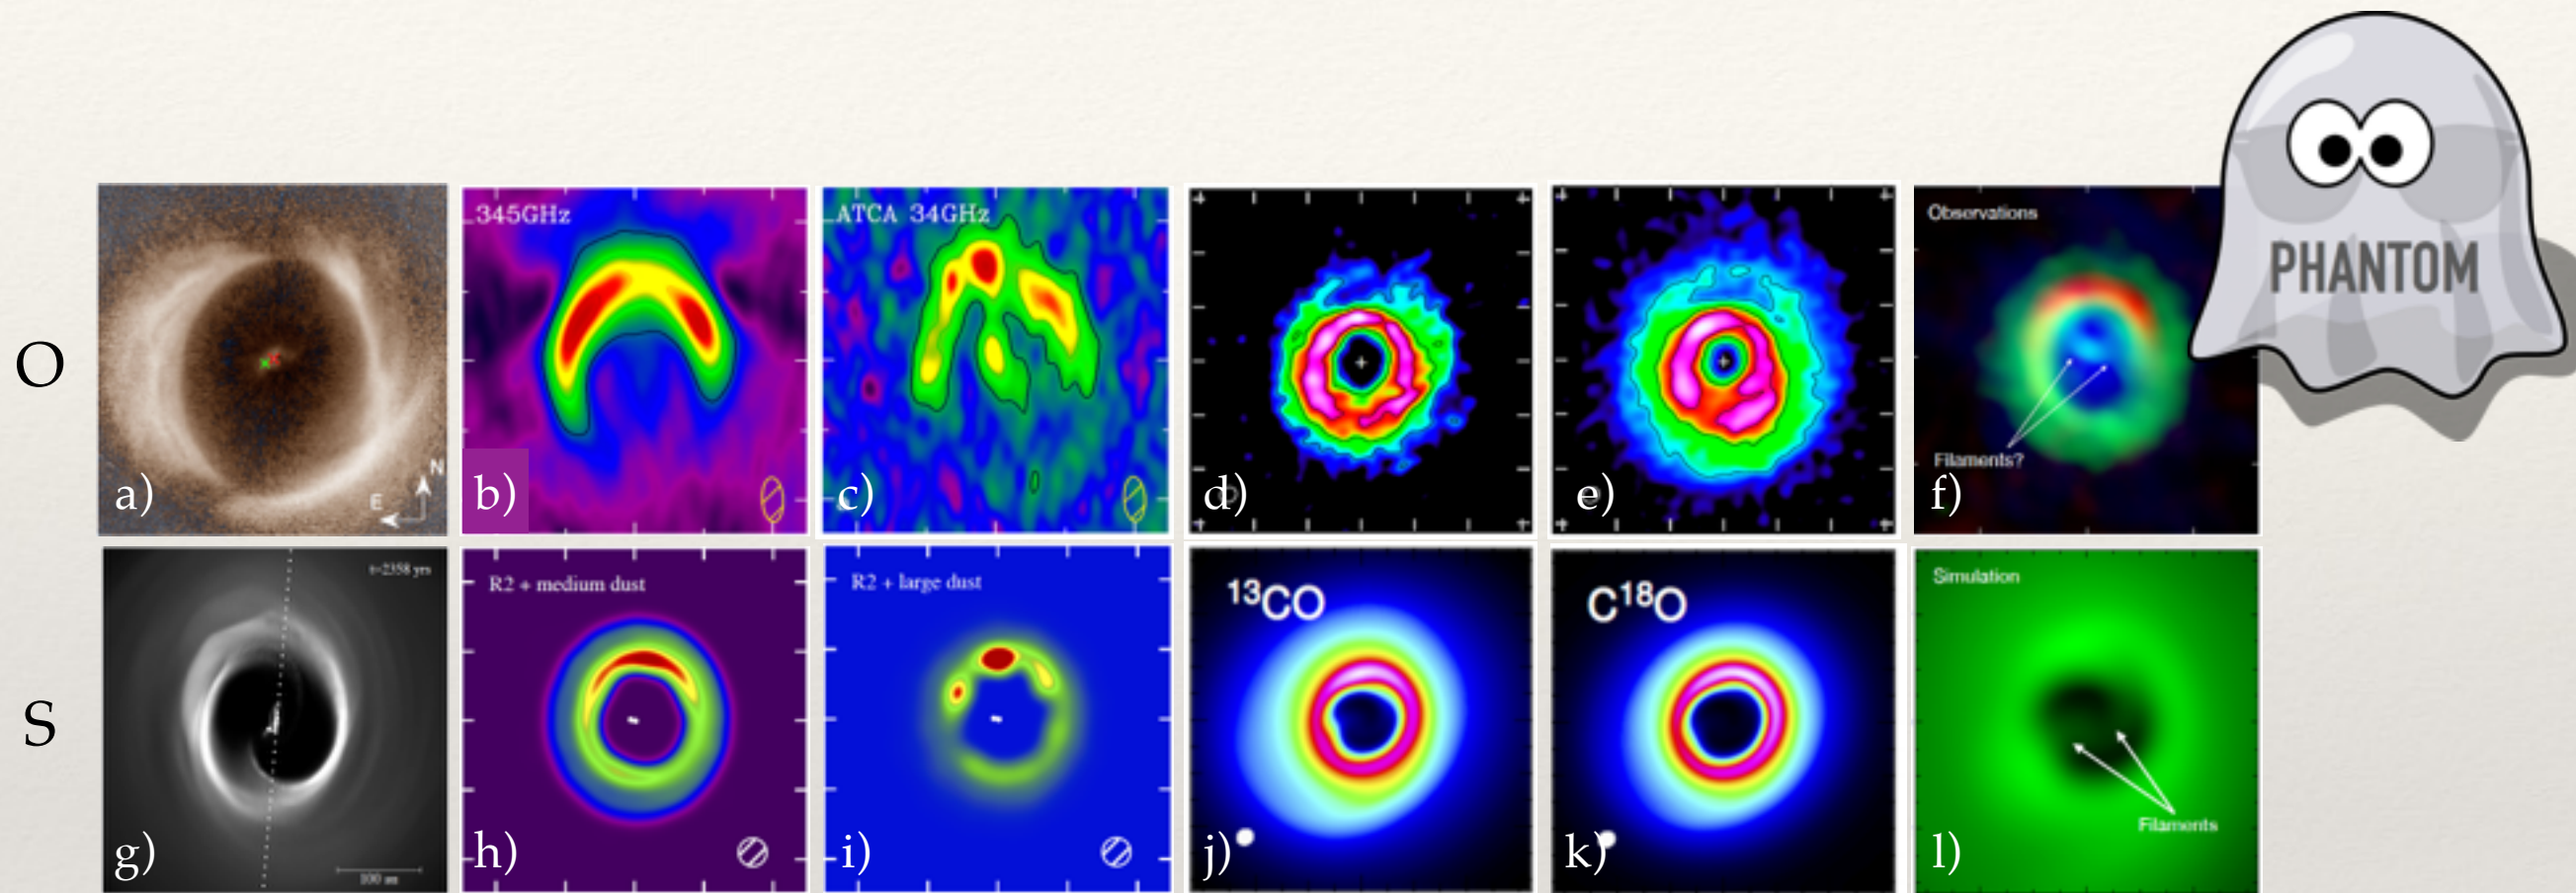 PHANTOM
O
N
E
a)
345GHz
b)
ATCA 34GHz
c)
d)
e)
Observations
Filaments?
f)
S
t=2358 yrs
100 au
g)
R2 + medium dust
h)
R2 + large dust
i)
¹³CO
j)
C¹⁸O
k)
Simulation
Filaments
l)